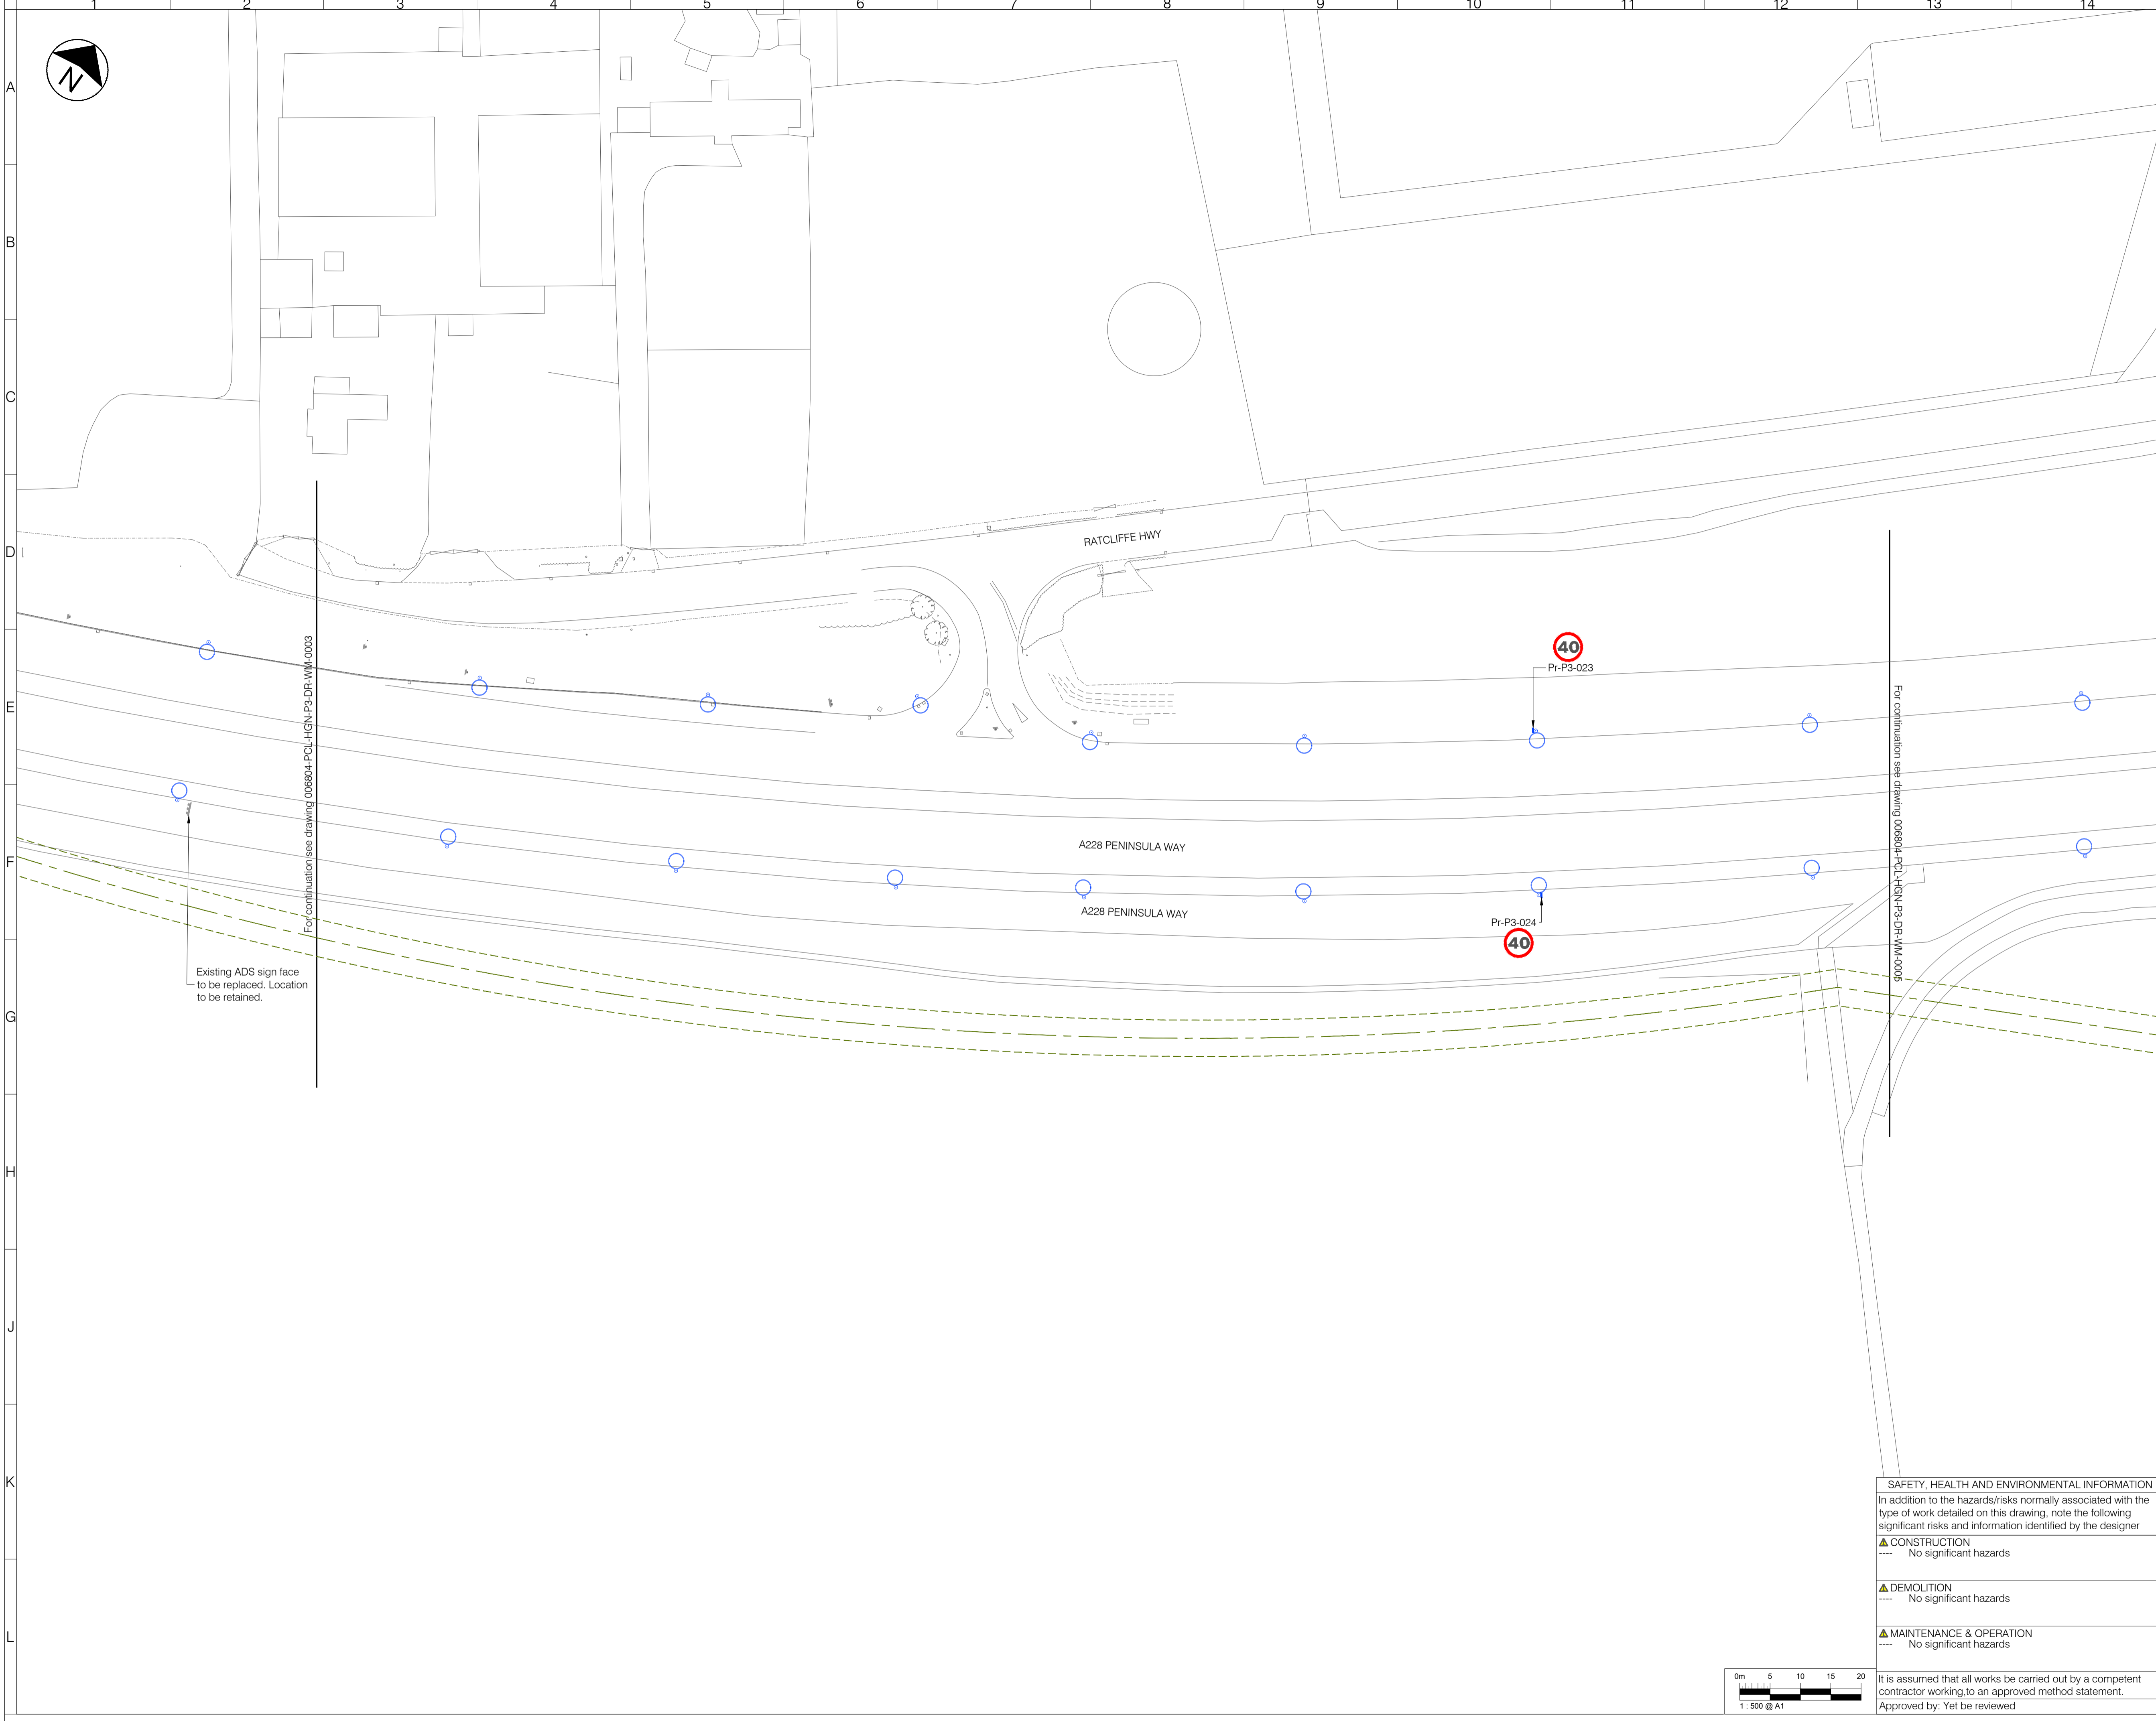 1 2 3 4 5 6 7 8 9 10 11 12 13 14
A
B
C
D
E
F
G
H
J
K
L
N
RATCLIFFE HWY
40
Pr-P3-023
A228 PENINSULA WAY
A228 PENINSULA WAY
Pr-P3-024
40
For continuation see drawing 006804-PCL-HGN-P3-DR-WM-0003
For continuation see drawing 006804-PCL-HGN-P3-DR-WM-0005
Existing ADS sign face
to be replaced. Location
to be retained.
SAFETY, HEALTH AND ENVIRONMENTAL INFORMATION
In addition to the hazards/risks normally associated with the
type of work detailed on this drawing, note the following
significant risks and information identified by the designer
CONSTRUCTION
---- No significant hazards
DEMOLITION
---- No significant hazards
MAINTENANCE & OPERATION
---- No significant hazards
It is assumed that all works be carried out by a competent
contractor working,to an approved method statement.
Approved by: Yet be reviewed
0m 5 10 15 20
1 : 500 @ A1